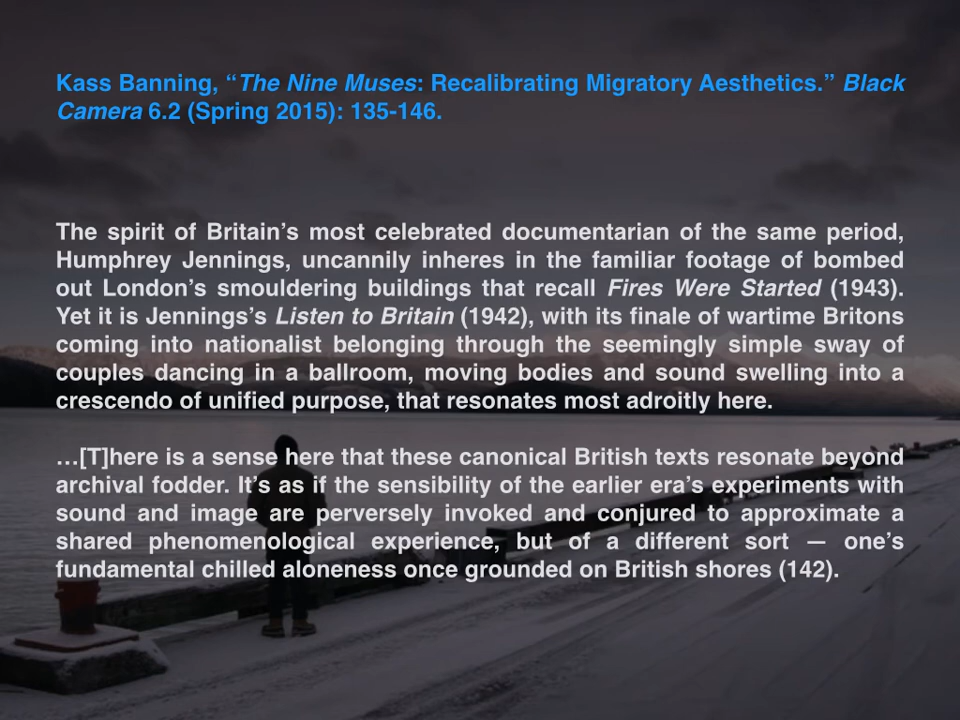 Kass Banning, “The Nine Muses: Recalibrating Migratory Aesthetics.” Black
Camera 6.2 (Spring 2015): 135-146.
The spirit of Britain’s most celebrated documentarian of the same period,
Humphrey Jennings, uncannily inheres in the familiar footage of bombed
out London’s smouldering buildings that recall Fires Were Started (1943).
Yet it is Jennings’s Listen to Britain (1942), with its finale of wartime Britons
coming into nationalist belonging through the seemingly simple sway of
couples dancing in a ballroom, moving bodies and sound swelling into a
crescendo of unified purpose, that resonates most adroitly here.
…[T]here is a sense here that these canonical British texts resonate beyond
archival fodder. It’s as if the sensibility of the earlier era’s experiments with
sound and image are perversely invoked and conjured to approximate a
shared phenomenological experience, but of a different sort — one’s
fundamental chilled aloneness once grounded on British shores (142).